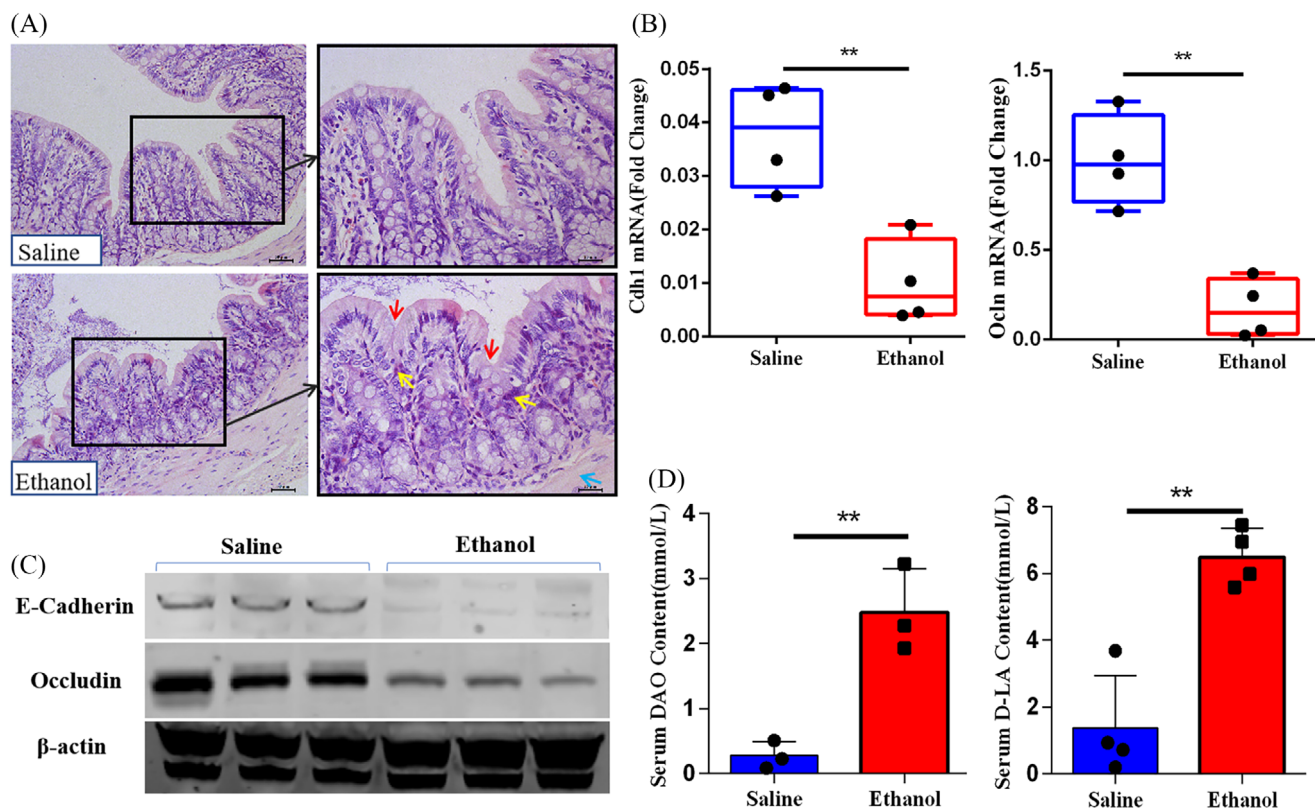 (A)
Saline
Ethanol
(B)
Cdh1 mRNA(Fold Change)
0.05
0.04
0.03
0.02
0.01
0.00
**
Saline
Ethanol
Ocln mRNA(Fold Change)
1.5
1.0
0.5
0.0
**
Saline
Ethanol
(C)
Saline
Ethanol
E-Cadherin
Occludin
β-actin
(D)
Serum DAO Content(mmol/L)
4
3
2
1
0
**
Saline
Ethanol
Serum D-LA Content(mmol/L)
8
6
4
2
0
**
Saline
Ethanol